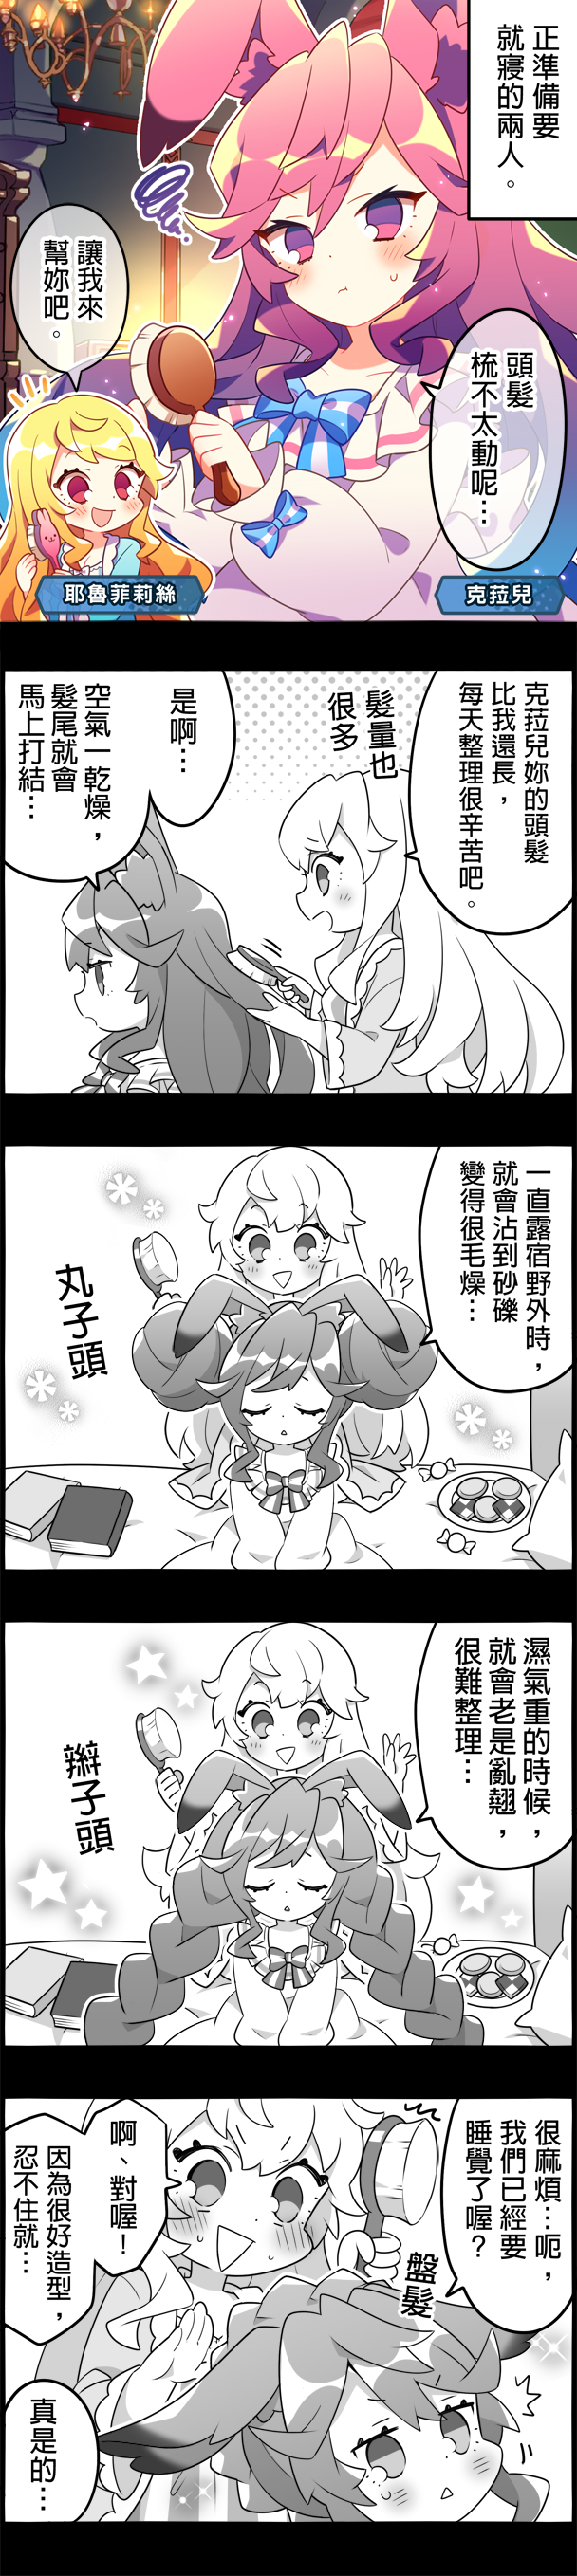 正準備要
就寢的兩人。
頭髮
梳不太動呢…
讓我來
幫妳吧。
耶魯菲莉絲
克菈兒
克菈兒妳的頭髮
比我還長，
每天整理很辛苦吧。
髮量也
很多
是啊…
空氣一乾燥，
髮尾就會
馬上打結…
一直露宿野外時，
就會沾到砂礫
變得很毛燥…
丸子頭
濕氣重的時候，
就會老是亂翹，
很難整理…
辮子頭
很麻煩…呃，
我們已經要
睡覺了喔？
盤髮
啊、對喔！
因為很好造型，
忍不住就…
真是的…